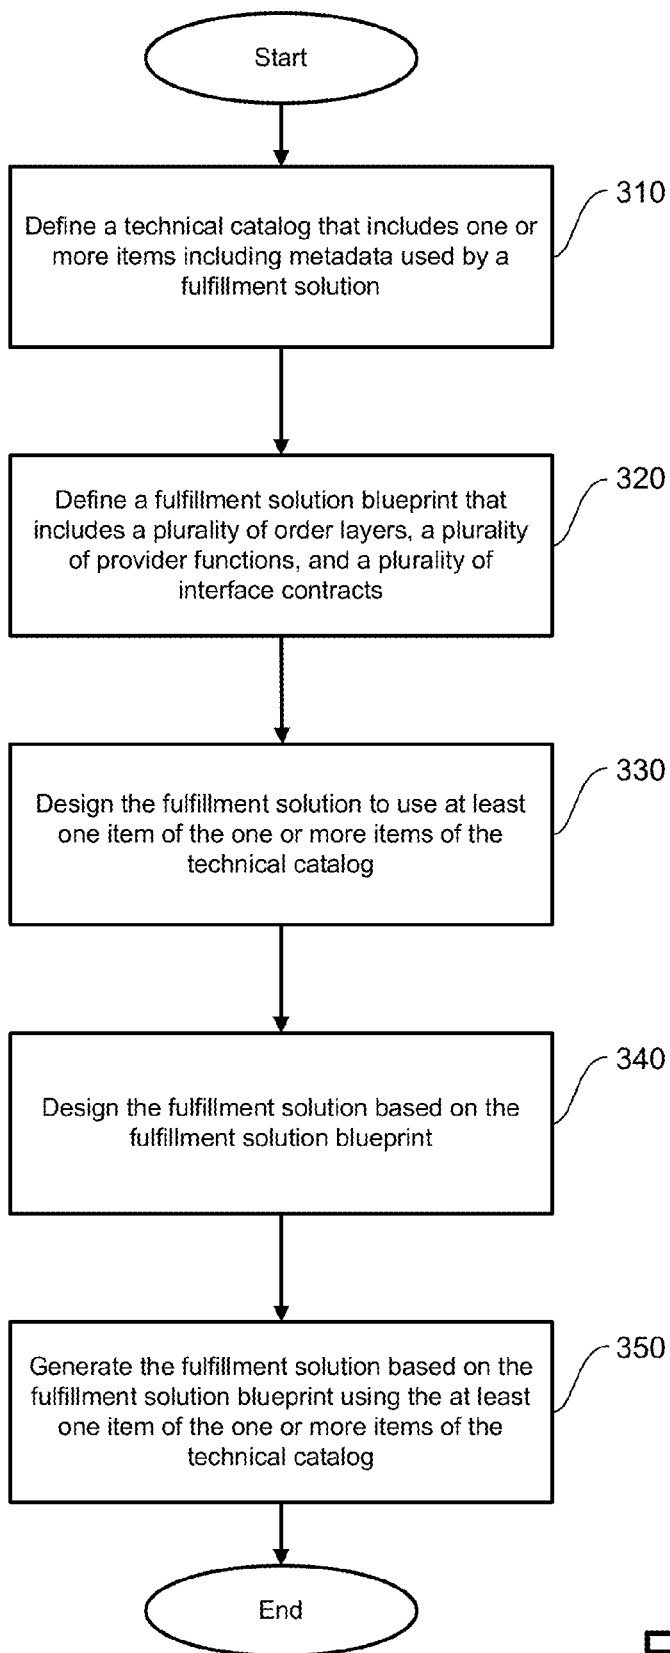 Start
310
Define a technical catalog that includes one or
more items including metadata used by a
fulfillment solution
320
Define a fulfillment solution blueprint that
includes a plurality of order layers, a plurality
of provider functions, and a plurality of
interface contracts
330
Design the fulfillment solution to use at least
one item of the one or more items of the
technical catalog
340
Design the fulfillment solution based on the
fulfillment solution blueprint
350
Generate the fulfillment solution based on the
fulfillment solution blueprint using the at least
one item of the one or more items of the
technical catalog
End